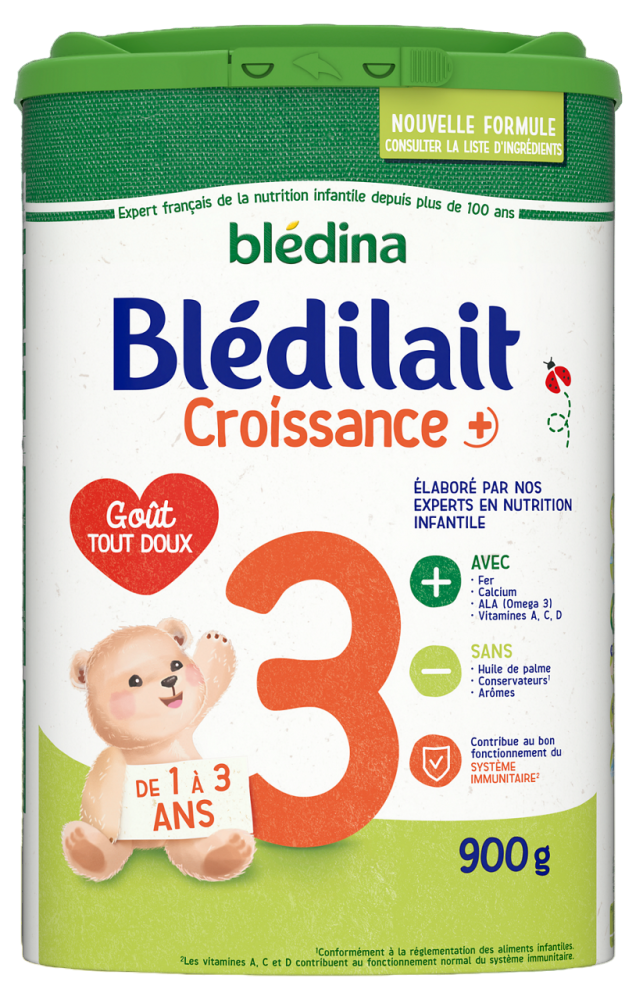 NOUVELLE FORMULE
CONSULTER LA LISTE D'INGRÉDIENTS
Expert français de la nutrition infantile depuis plus de 100 ans
blédina
Blédilait
Croissance +
Goût
TOUT DOUX
ÉLABORÉ PAR NOS
EXPERTS EN NUTRITION
INFANTILE
3
AVEC
· Fer
· Calcium
· ALA (Omega 3)
· Vitamines A, C, D
SANS
· Huile de palme
· Conservateurs¹
· Arômes
Contribue au bon
fonctionnement du
SYSTÈME
IMMUNITAIRE²
DE 1 À 3
ANS
900g
¹Conformément à la réglementation des aliments infantiles.
²Les vitamines A, C et D contribuent au fonctionnement normal du système immunitaire.